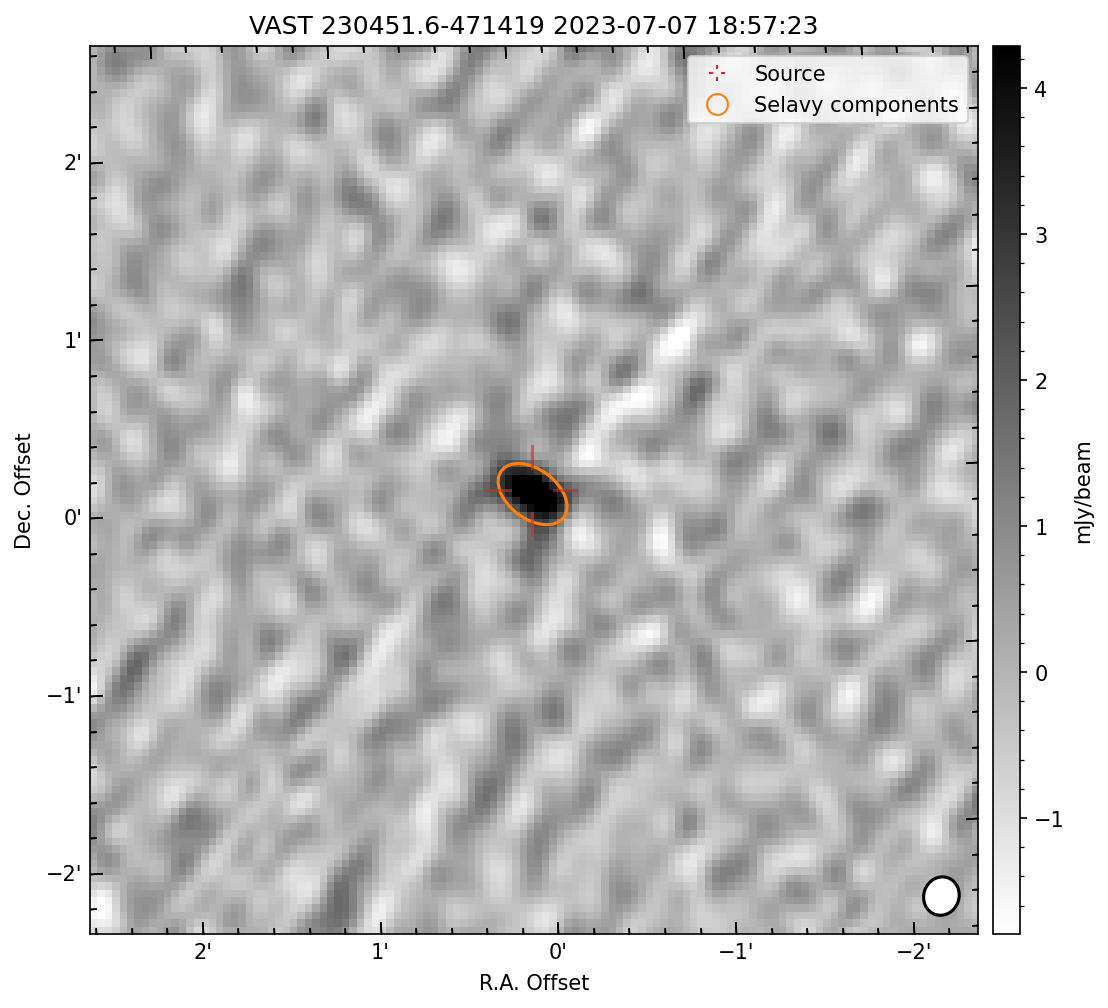 VAST 230451.6-471419 2023-07-07 18:57:23
Source
Selavy components
2'
1'
0'
−1'
−2'
Dec. Offset
2'
1'
0'
−1'
−2'
R.A. Offset
4
3
2
1
0
−1
mJy/beam